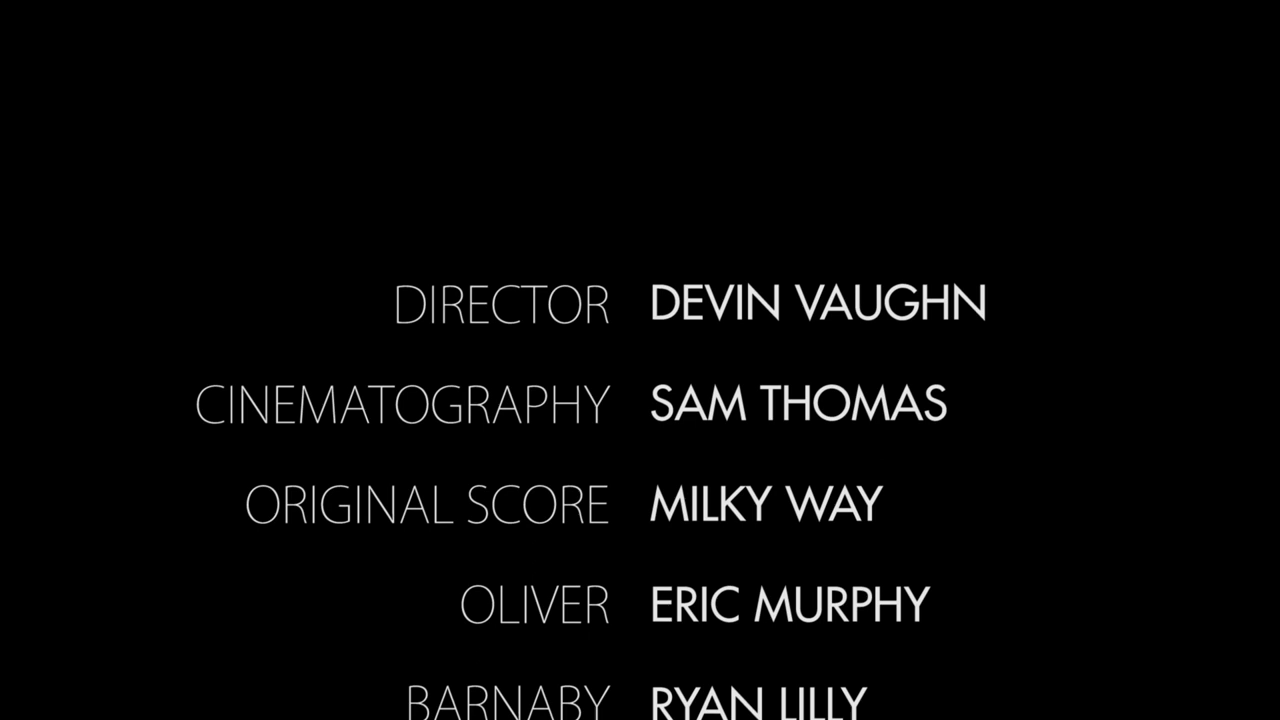 DIRECTOR DEVIN VAUGHN
CINEMATOGRAPHY SAM THOMAS
ORIGINAL SCORE MILKY WAY
OLIVER ERIC MURPHY
BARNABY RYAN LILLY